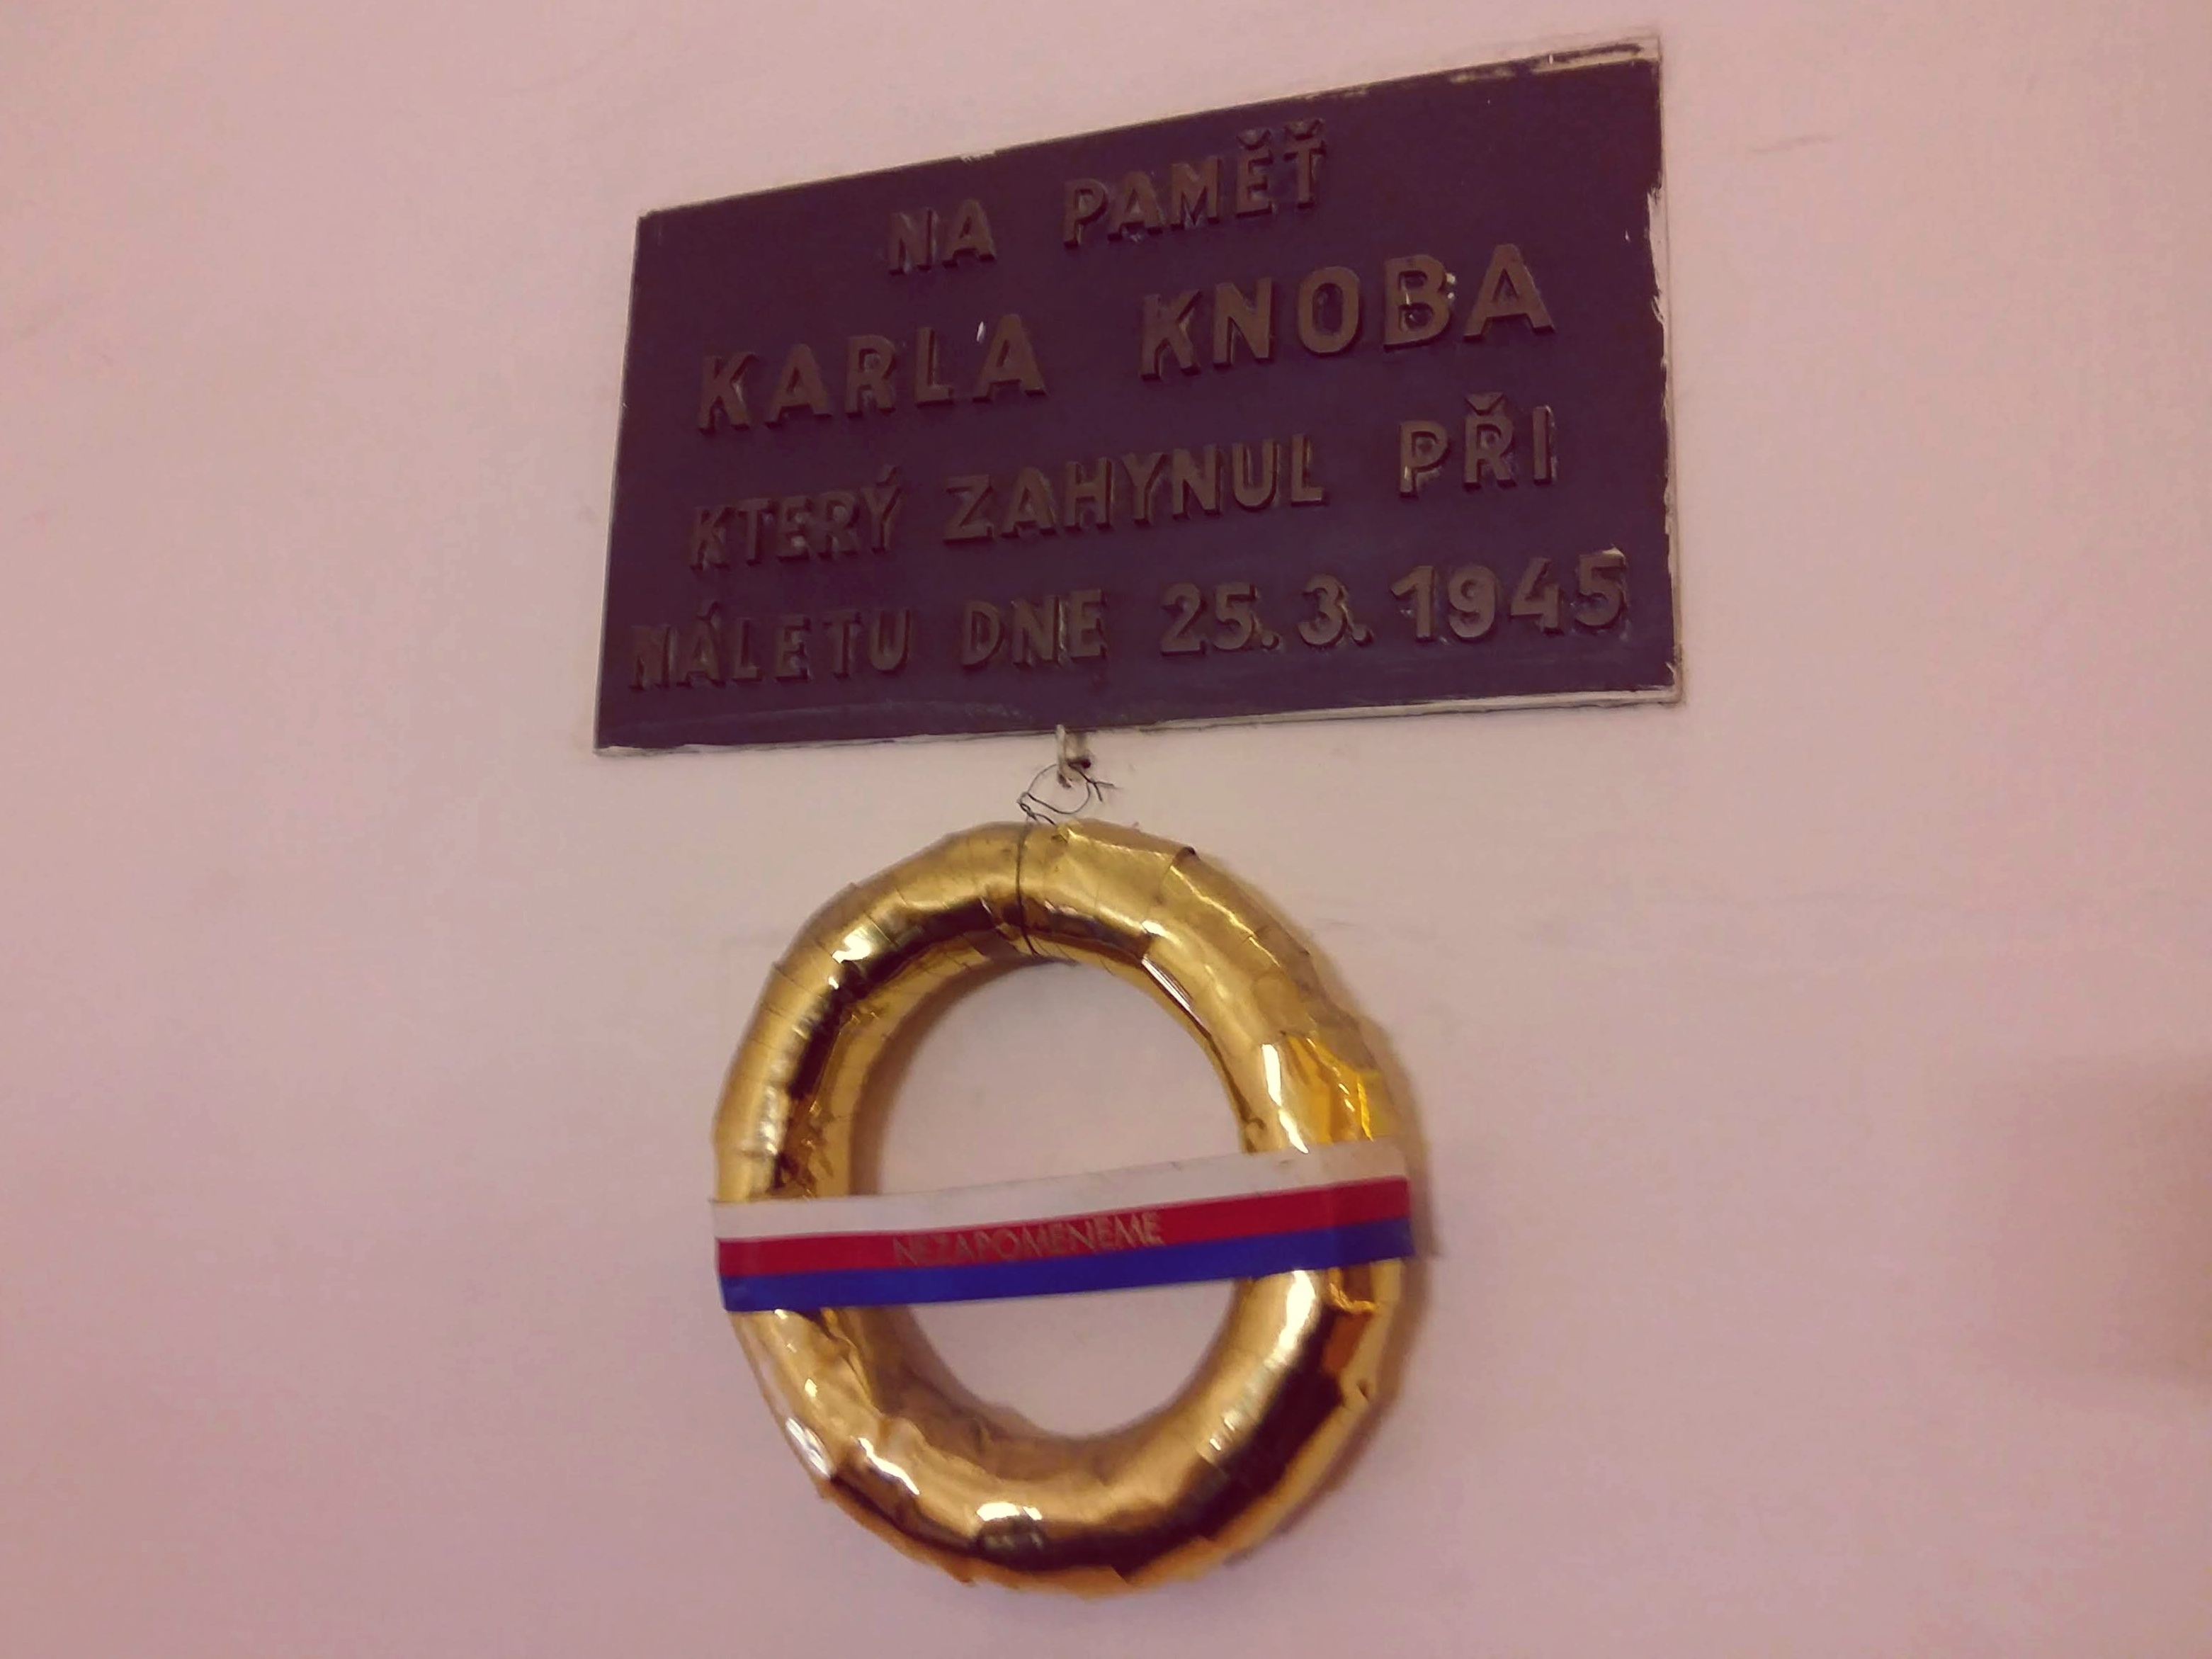 NA PAMĚŤ
KARLA KNOBA
KTERÝ ZAHYNUL PŘI
NÁLETU DNE 25. 3. 1945
NEZAPOMENEME